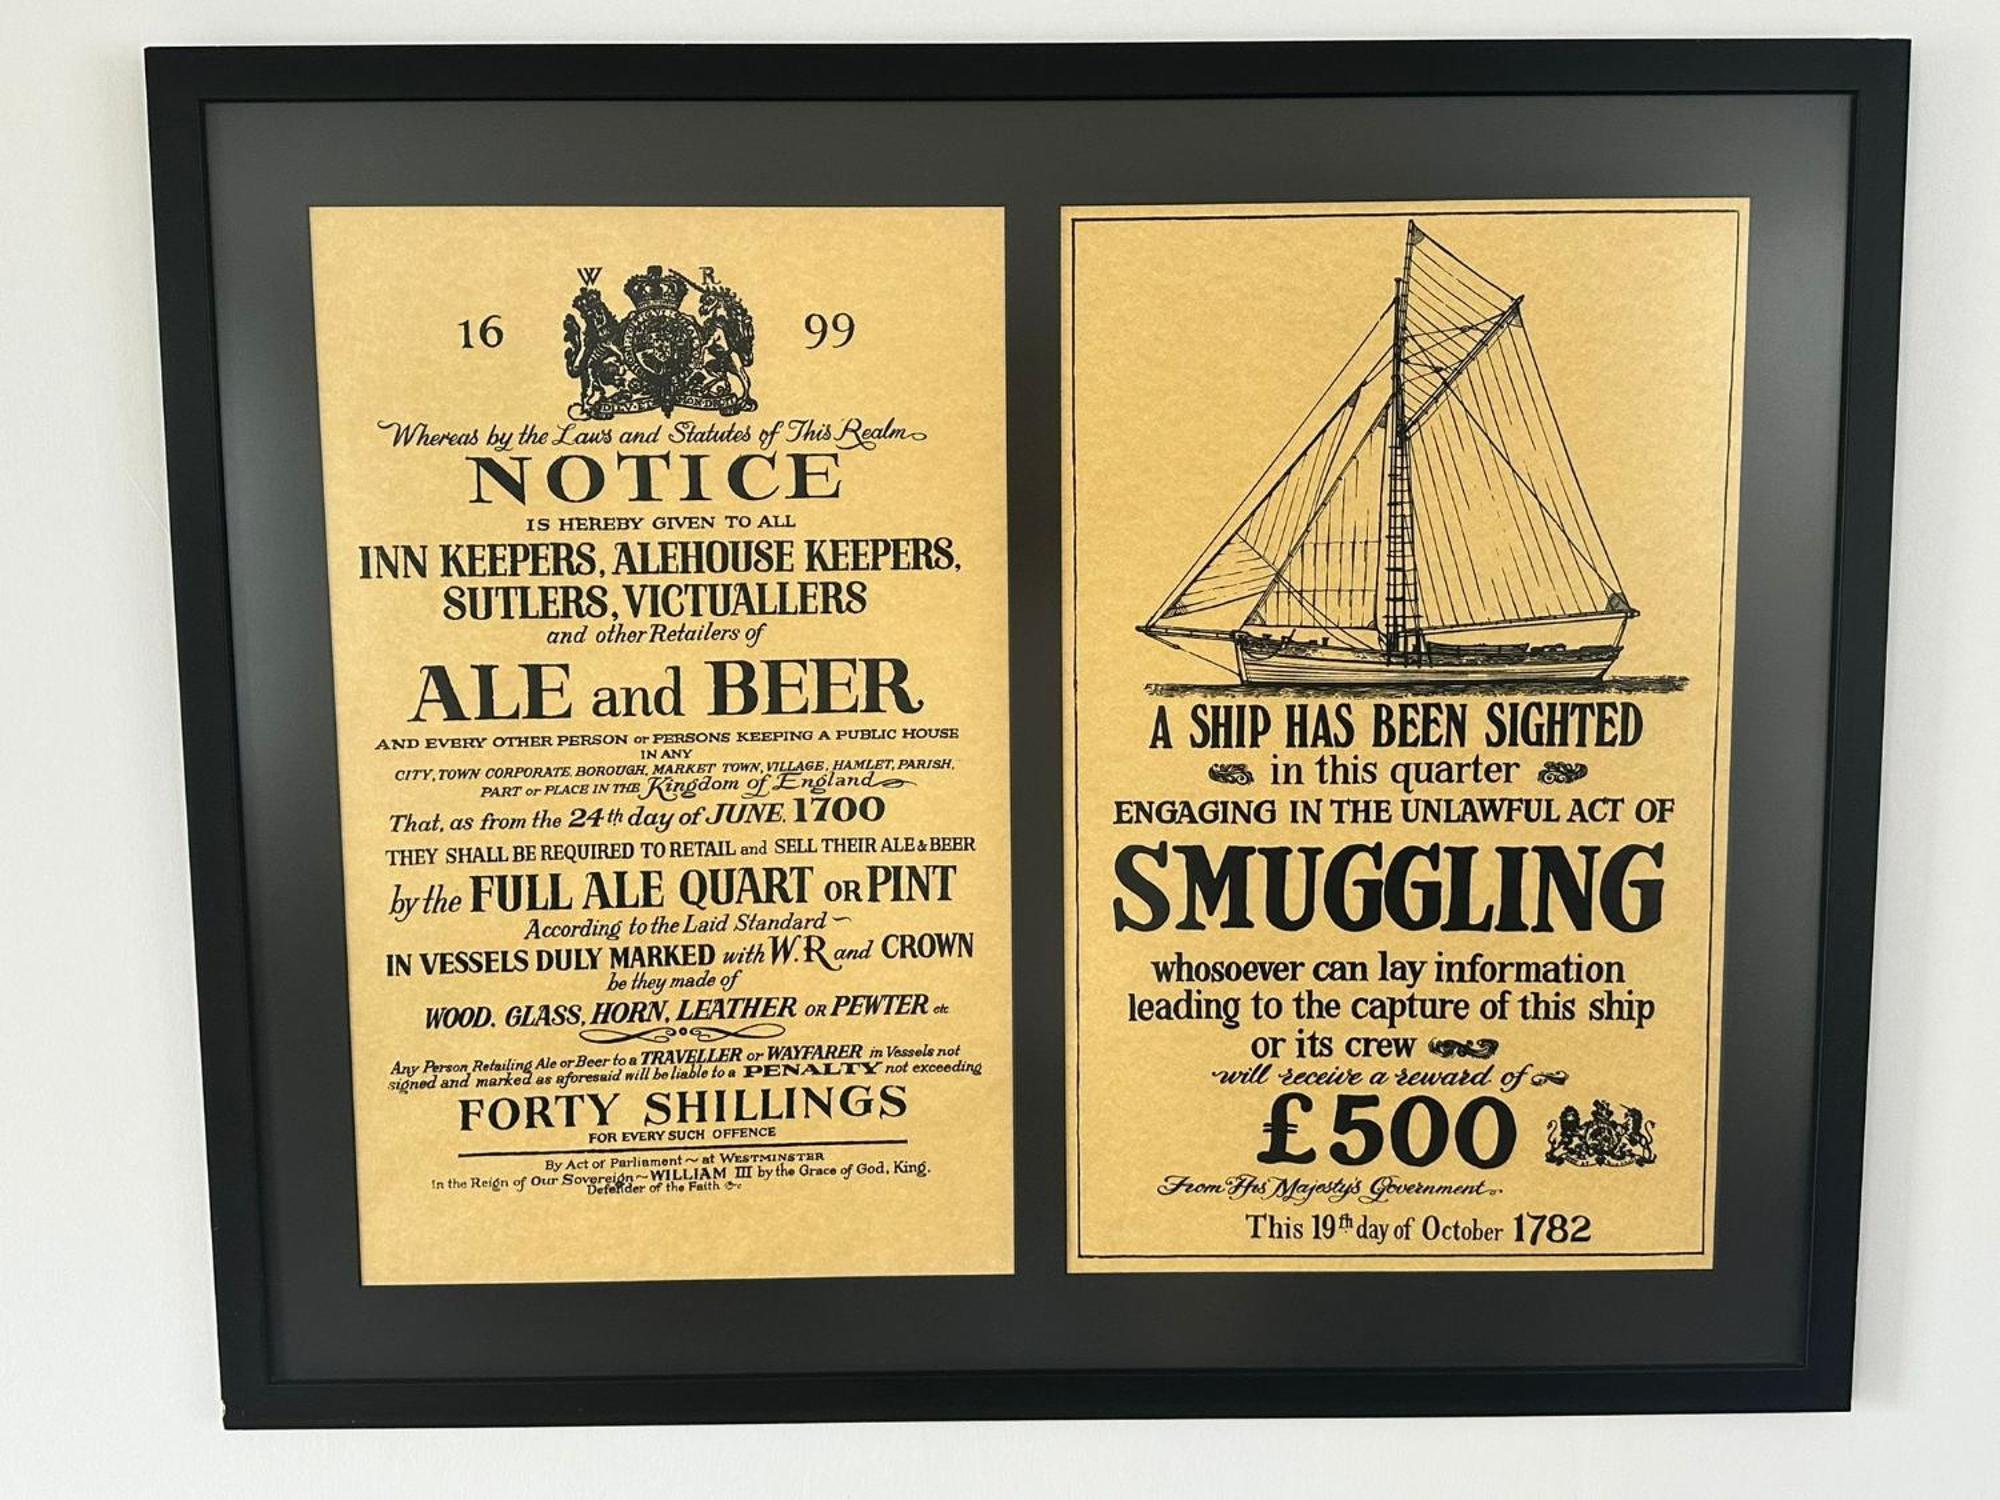 W R
16 99
DIEV·ET MON·DROIT
Whereas by the Laws and Statutes of This Realm
NOTICE
IS HEREBY GIVEN TO ALL
INN KEEPERS, ALEHOUSE KEEPERS,
SUTLERS, VICTUALLERS
and other Retailers of
ALE and BEER
AND EVERY OTHER PERSON or PERSONS KEEPING A PUBLIC HOUSE
IN ANY
CITY, TOWN CORPORATE, BOROUGH, MARKET TOWN, VILLAGE, HAMLET, PARISH,
PART or PLACE IN THE Kingdom of England
That, as from the 24th day of JUNE, 1700
THEY SHALL BE REQUIRED TO RETAIL and SELL THEIR ALE & BEER
by the FULL ALE QUART OR PINT
According to the Laid Standard ~
IN VESSELS DULY MARKED with W.R and CROWN
be they made of
WOOD, GLASS, HORN, LEATHER OR PEWTER etc
Any Person Retailing Ale or Beer to a TRAVELLER or WAYFARER in Vessels not
signed and marked as aforesaid will be liable to a PENALTY not exceeding
FORTY SHILLINGS
FOR EVERY SUCH OFFENCE
By Act of Parliament ~ at WESTMINSTER
In the Reign of Our Sovereign ~ WILLIAM III by the Grace of God, King.
Defender of the Faith &c
A SHIP HAS BEEN SIGHTED
in this quarter
ENGAGING IN THE UNLAWFUL ACT OF
SMUGGLING
whosoever can lay information
leading to the capture of this ship
or its crew
will receive a reward of
£500
From His Majesty's Government.
This 19th day of October 1782